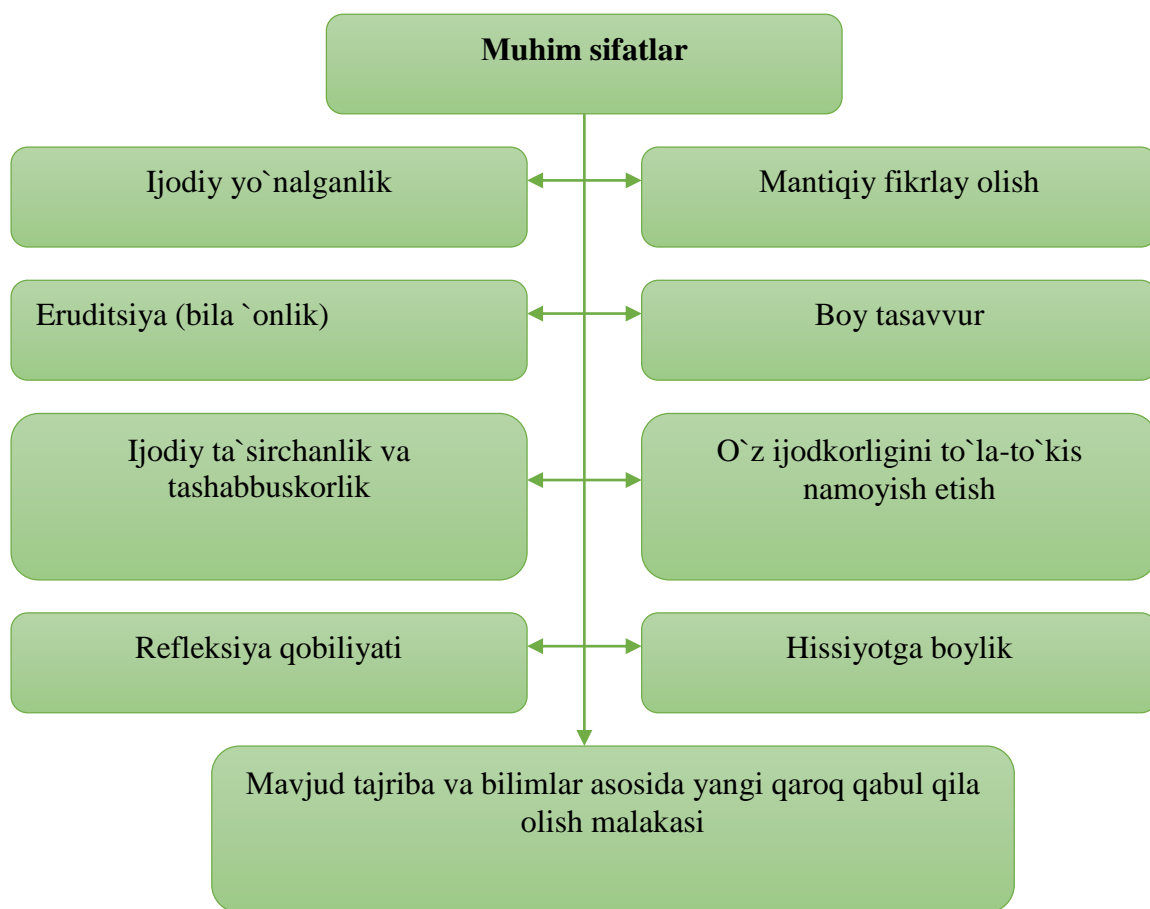 Muhim sifatlar
Ijodiy yo`nalganlik
Mantiqiy fikrlay olish
Eruditsiya (bila `onlik)
Boy tasavvur
Ijodiy ta`sirchanlik va
tashabbuskorlik
O`z ijodkorligini to`la-to`kis
namoyish etish
Refleksiya qobiliyati
Hissiyotga boylik
Mavjud tajriba va bilimlar asosida yangi qaroq qabul qila
olish malakasi